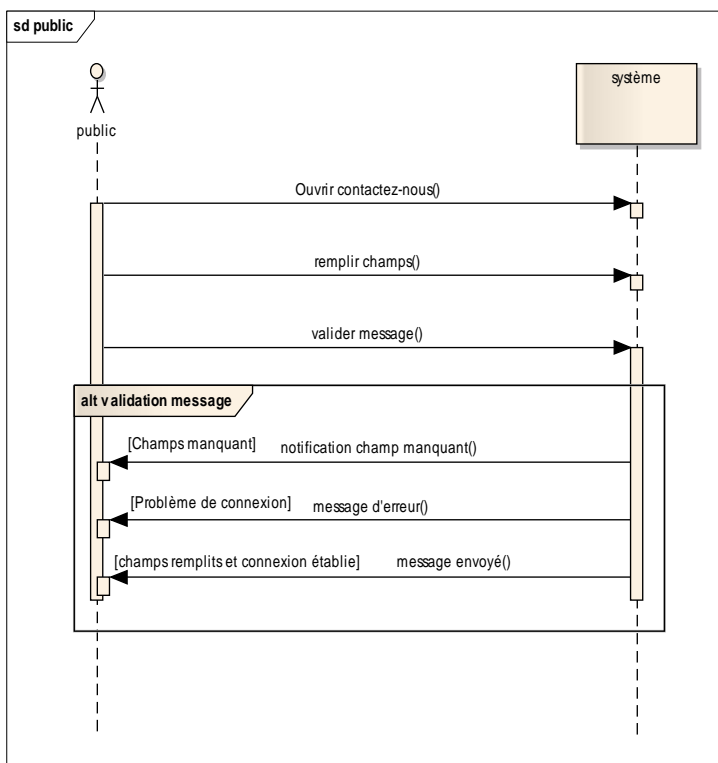 sd public
système
public
Ouvrir contactez-nous()
remplir champs()
valider message()
alt validation message
[Champs manquant] notification champ manquant()
[Problème de connexion] message d'erreur()
[champs remplits et connexion établie] message envoyé()